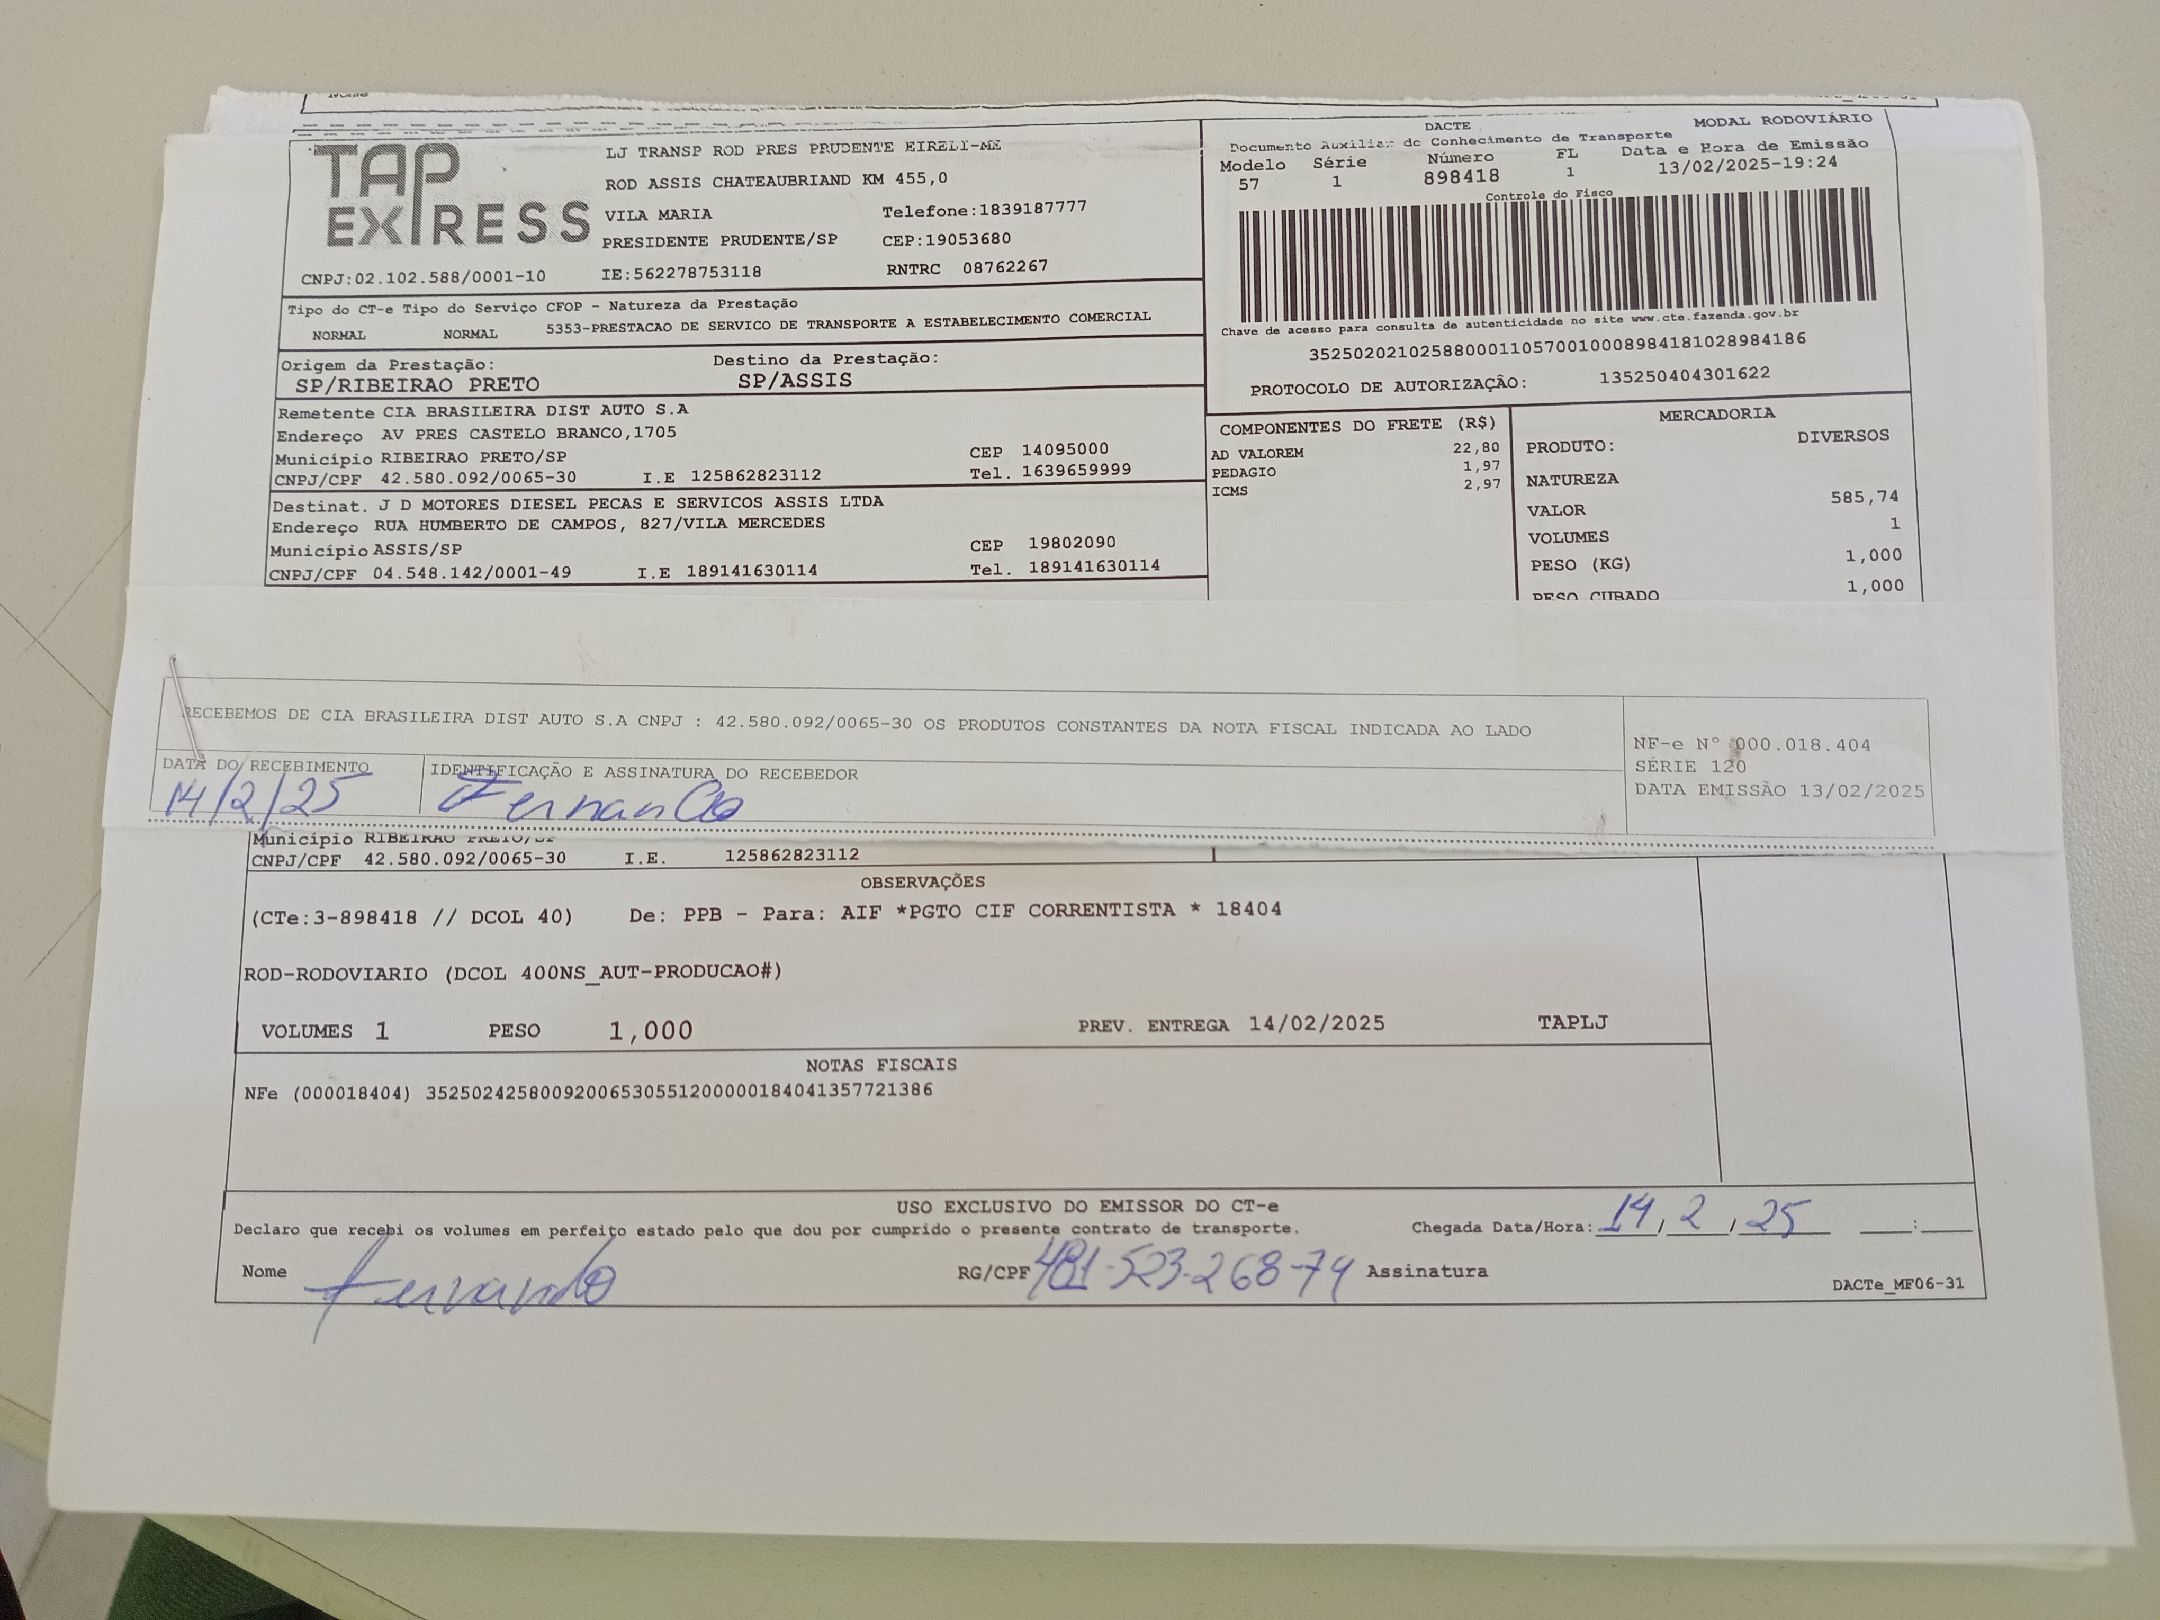 TAP EXPRESS
LJ TRANSP ROD PRES PRUDENTE EIRELI-ME
ROD ASSIS CHATEAUBRIAND KM 455,0
VILA MARIA Telefone:1839187777
PRESIDENTE PRUDENTE/SP CEP:19053680
CNPJ:02.102.588/0001-10 IE:562278753118 RNTRC 08762267
DACTE MODAL RODOVIÁRIO
Documento Auxiliar do Conhecimento de Transporte
Modelo Série Número FL Data e Hora de Emissão
57 1 898418 1 13/02/2025-19:24
Controle do Fisco
Chave de acesso para consulta de autenticidade no site www.cte.fazenda.gov.br
35250202102588000110570010008984181028984186
PROTOCOLO DE AUTORIZAÇÃO: 135250404301622
Tipo do CT-e Tipo do Serviço CFOP - Natureza da Prestação
NORMAL NORMAL 5353-PRESTACAO DE SERVICO DE TRANSPORTE A ESTABELECIMENTO COMERCIAL
Origem da Prestação: Destino da Prestação:
SP/RIBEIRAO PRETO SP/ASSIS
Remetente CIA BRASILEIRA DIST AUTO S.A
Endereço AV PRES CASTELO BRANCO,1705
Município RIBEIRAO PRETO/SP CEP 14095000
CNPJ/CPF 42.580.092/0065-30 I.E 125862823112 Tel. 1639659999
Destinat. J D MOTORES DIESEL PECAS E SERVICOS ASSIS LTDA
Endereço RUA HUMBERTO DE CAMPOS, 827/VILA MERCEDES
Município ASSIS/SP CEP 19802090
CNPJ/CPF 04.548.142/0001-49 I.E 189141630114 Tel. 189141630114
COMPONENTES DO FRETE (R$)
AD VALOREM 22,80
PEDAGIO 1,97
ICMS 2,97
MERCADORIA
PRODUTO: DIVERSOS
NATUREZA
VALOR 585,74
VOLUMES 1
PESO (KG) 1,000
PESO CUBADO 1,000
RECEBEMOS DE CIA BRASILEIRA DIST AUTO S.A CNPJ : 42.580.092/0065-30 OS PRODUTOS CONSTANTES DA NOTA FISCAL INDICADA AO LADO
NF-e Nº 000.018.404
SÉRIE 120
DATA EMISSÃO 13/02/2025
DATA DO RECEBIMENTO IDENTIFICAÇÃO E ASSINATURA DO RECEBEDOR
14/2/25 Fernando
Município RIBEIRAO PRETO/SP
CNPJ/CPF 42.580.092/0065-30 I.E. 125862823112
OBSERVAÇÕES
(CTe:3-898418 // DCOL 40) De: PPB - Para: AIF *PGTO CIF CORRENTISTA * 18404
ROD-RODOVIARIO (DCOL 400NS_AUT-PRODUCAO#)
VOLUMES 1 PESO 1,000 PREV. ENTREGA 14/02/2025 TAPLJ
NOTAS FISCAIS
NFe (000018404) 35250242580092006530551200000184041357721386
USO EXCLUSIVO DO EMISSOR DO CT-e
Declaro que recebi os volumes em perfeito estado pelo que dou por cumprido o presente contrato de transporte. Chegada Data/Hora: 14/2/25 :
Nome Fernando RG/CPF 481-523-268-74 Assinatura
DACTe_MF06-31